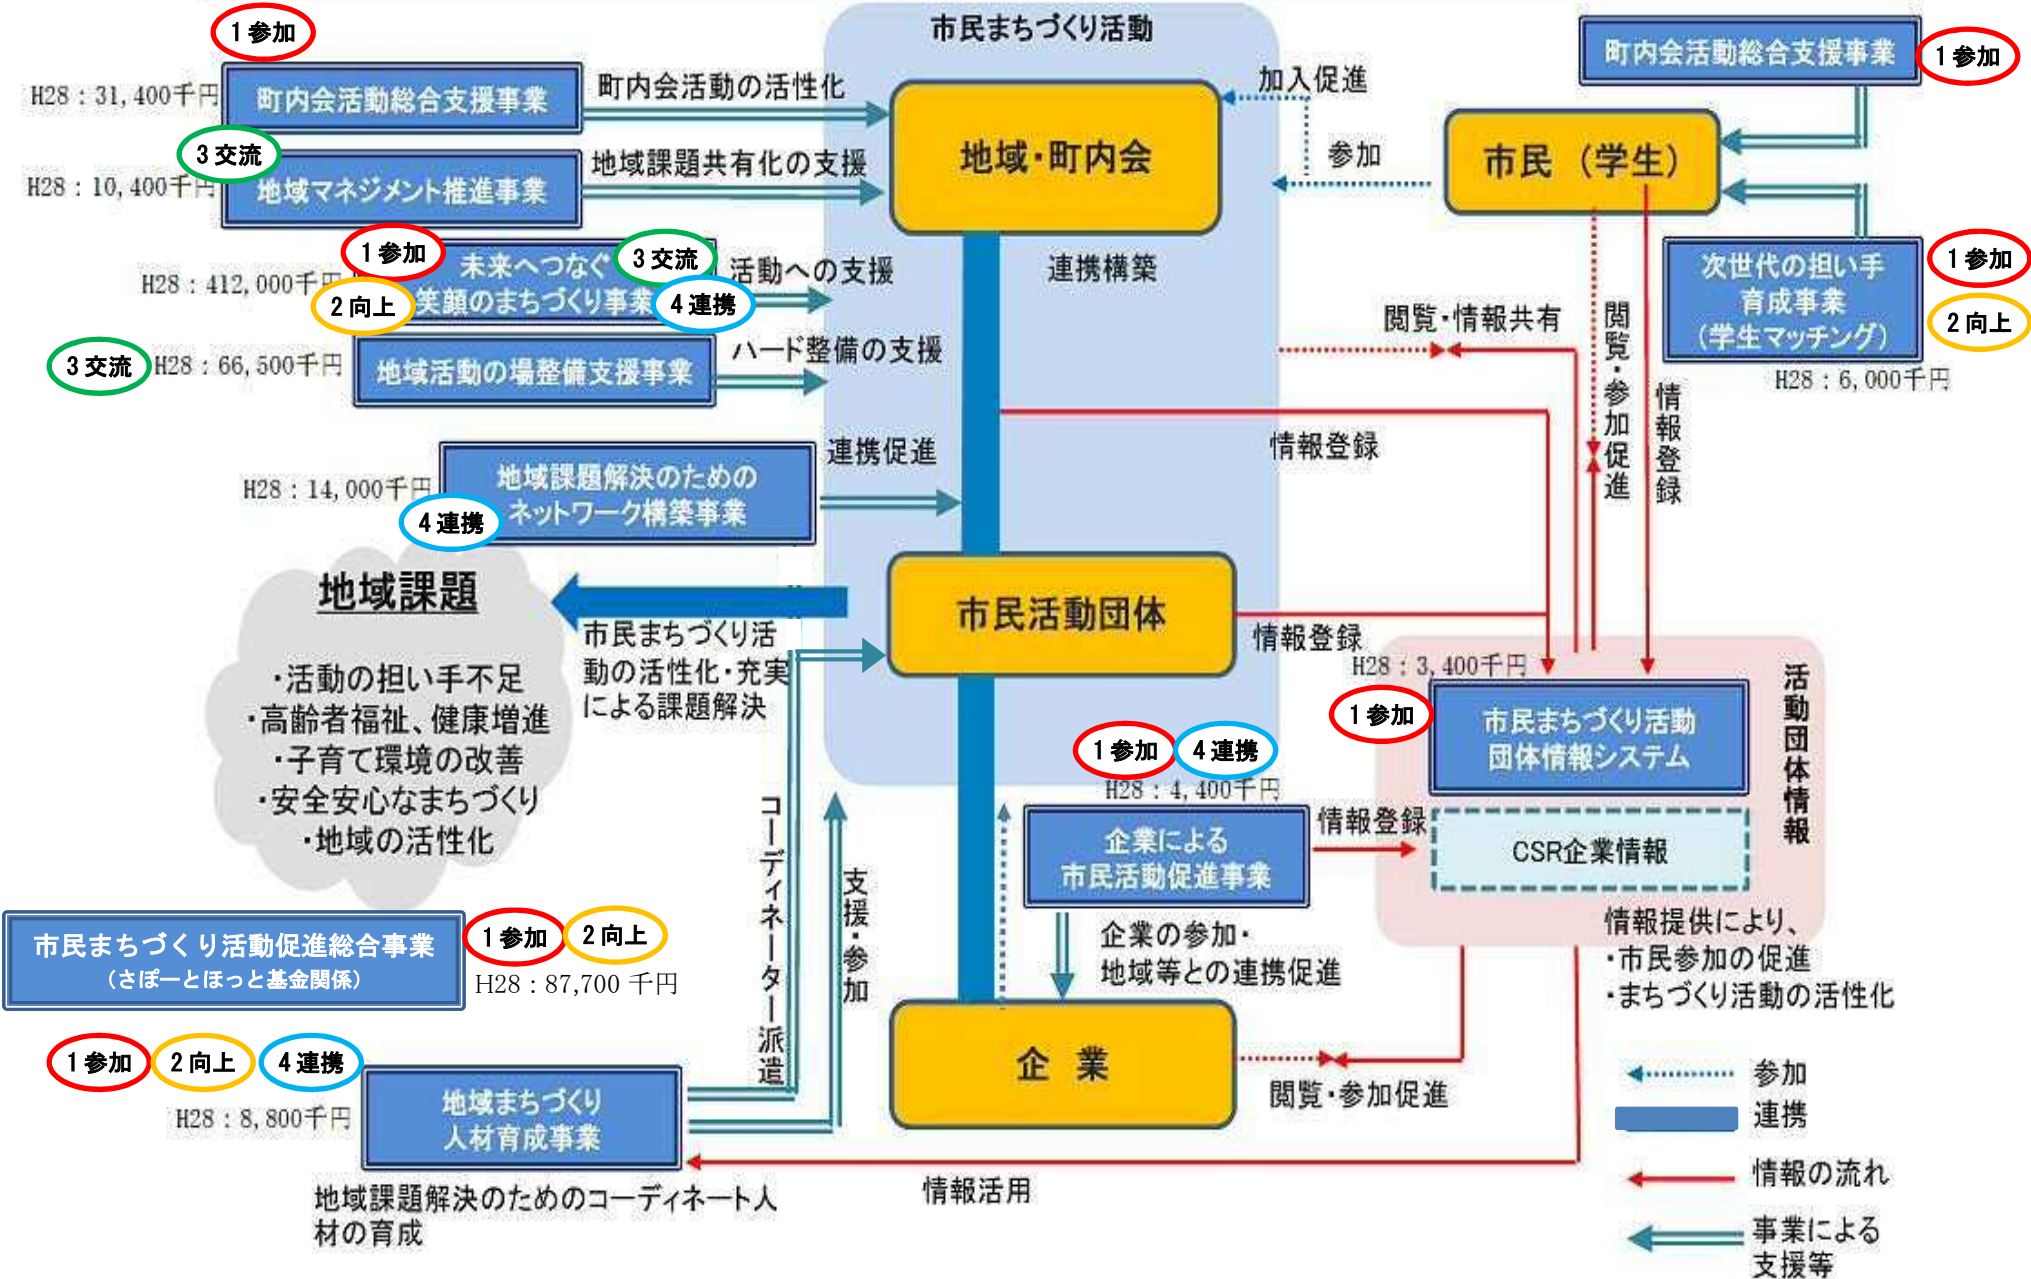 市民まちづくり活動
1 参加
町内会活動総合支援事業
H28：31,400千円
町内会活動の活性化
3 交流
地域マネジメント推進事業
H28：10,400千円
地域課題共有化の支援
地域・町内会
加入促進
参加
市民（学生）
町内会活動総合支援事業
1 参加
1 参加
3 交流
未来へつなぐ
笑顔のまちづくり事業
2 向上
4 連携
H28：412,000千円
活動への支援
連携構築
次世代の担い手
育成事業
（学生マッチング）
1 参加
2 向上
H28：6,000千円
3 交流
H28：66,500千円
地域活動の場整備支援事業
ハード整備の支援
閲覧・情報共有
閲覧・参加促進
情報登録
情報登録
地域課題解決のための
ネットワーク構築事業
H28：14,000千円
4 連携
連携促進
地域課題
・活動の担い手不足
・高齢者福祉、健康増進
・子育て環境の改善
・安全安心なまちづくり
・地域の活性化
市民まちづくり活
動の活性化・充実
による課題解決
市民活動団体
情報登録
H28：3,400千円
1 参加
市民まちづくり活動
団体情報システム
活動団体情報
CSR企業情報
1 参加
4 連携
H28：4,400千円
企業による
市民活動促進事業
情報登録
企業の参加・
地域等との連携促進
情報提供により、
・市民参加の促進
・まちづくり活動の活性化
コーディネーター派遣
支援・参加
市民まちづくり活動促進総合事業
（さぽーとほっと基金関係）
1 参加
2 向上
H28：87,700 千円
企 業
閲覧・参加促進
1 参加
2 向上
4 連携
H28：8,800千円
地域まちづくり
人材育成事業
地域課題解決のためのコーディネート人
材の育成
情報活用
参加
連携
情報の流れ
事業による
支援等